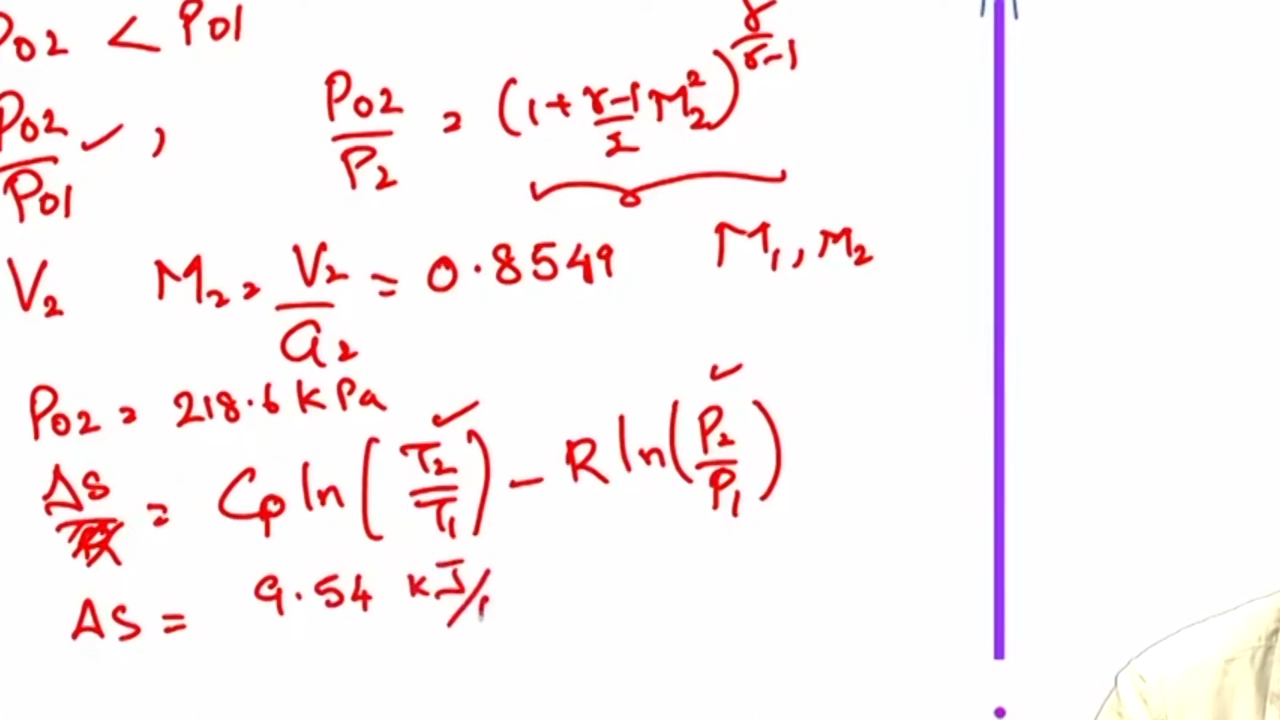 P02 < P01
P02/P01 ✓, P02/P2 = (1+(γ-1)/2 M2²)^(γ/(γ-1))
V2 M2 = V2/a2 = 0.8549 M1, M2
P02 = 218.6 kPa
ΔS = Cp ln(T2/T1) - R ln(P2/P1)
ΔS = 9.54 kJ/